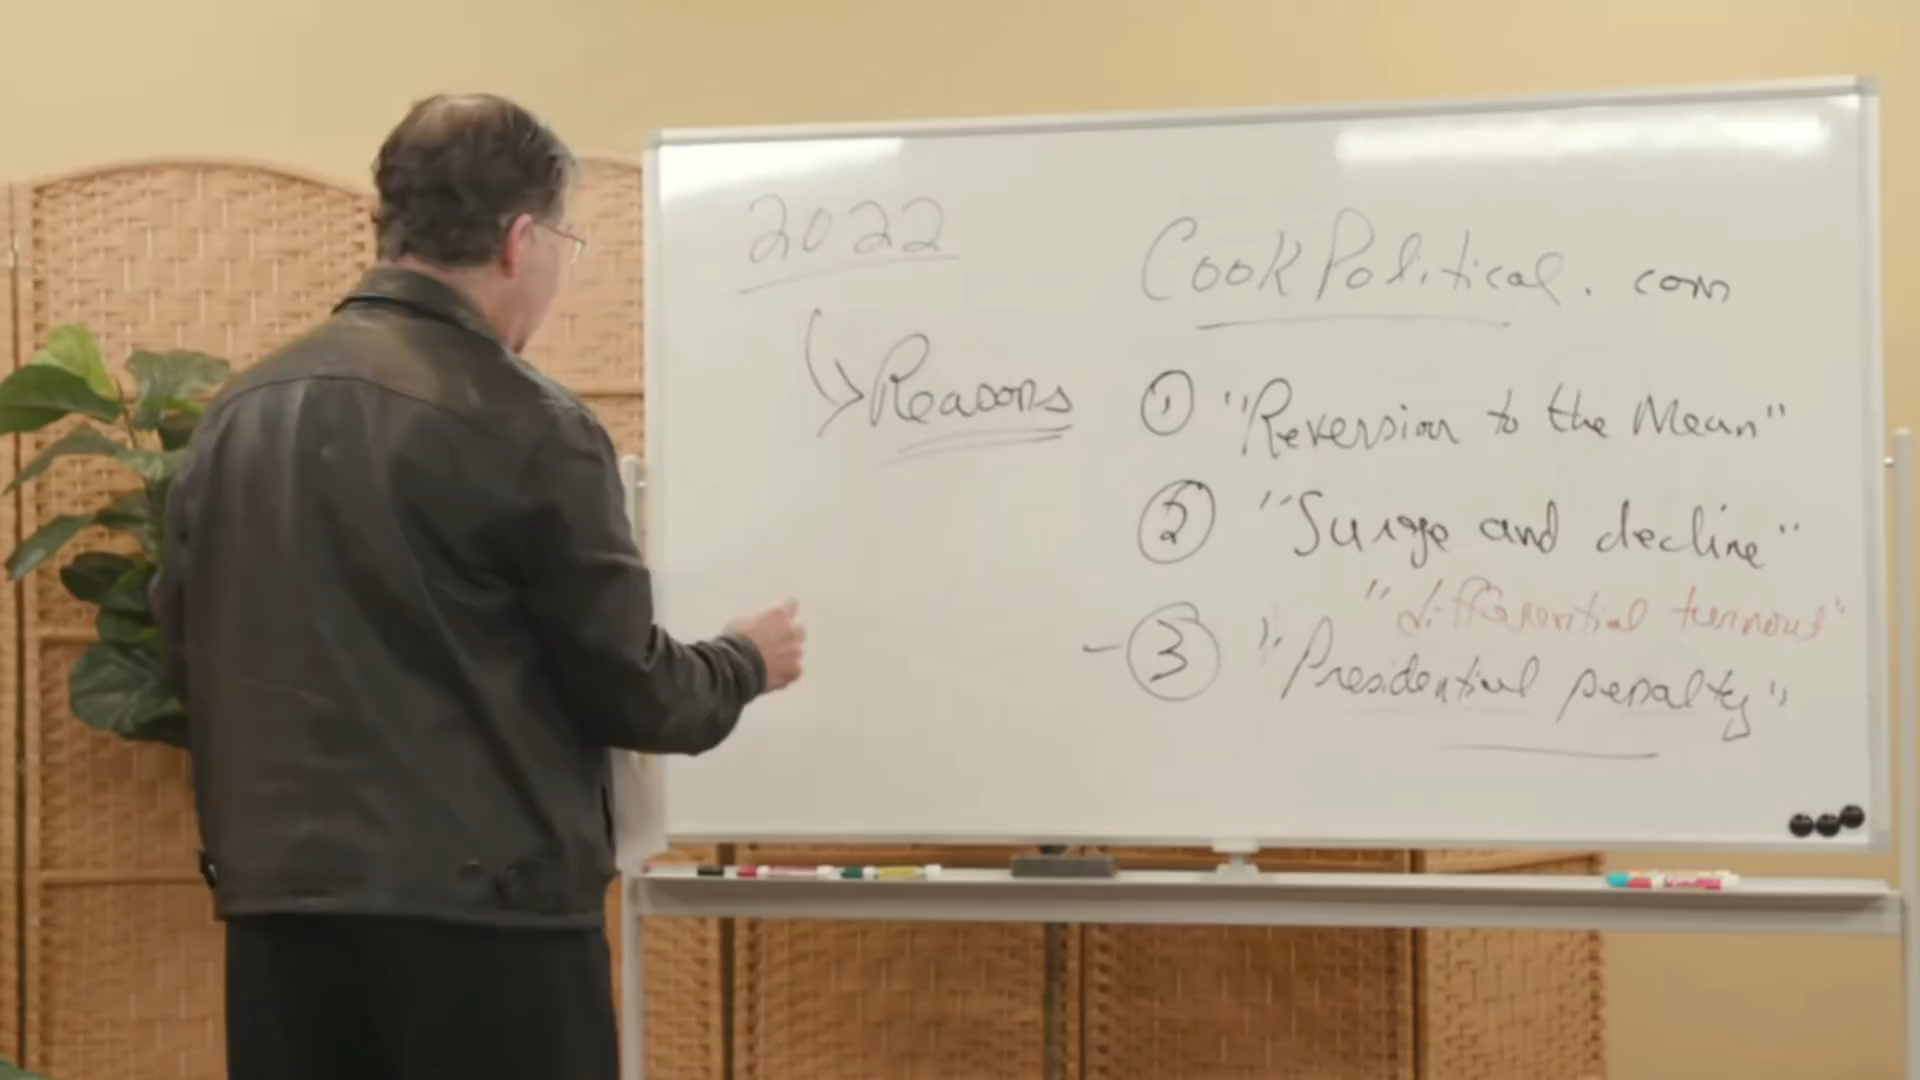 2022
CookPolitical.com
Reasons
① "Reversion to the Mean"
② "Surge and decline"
"differential turnout"
- ③ "Presidential penalty"